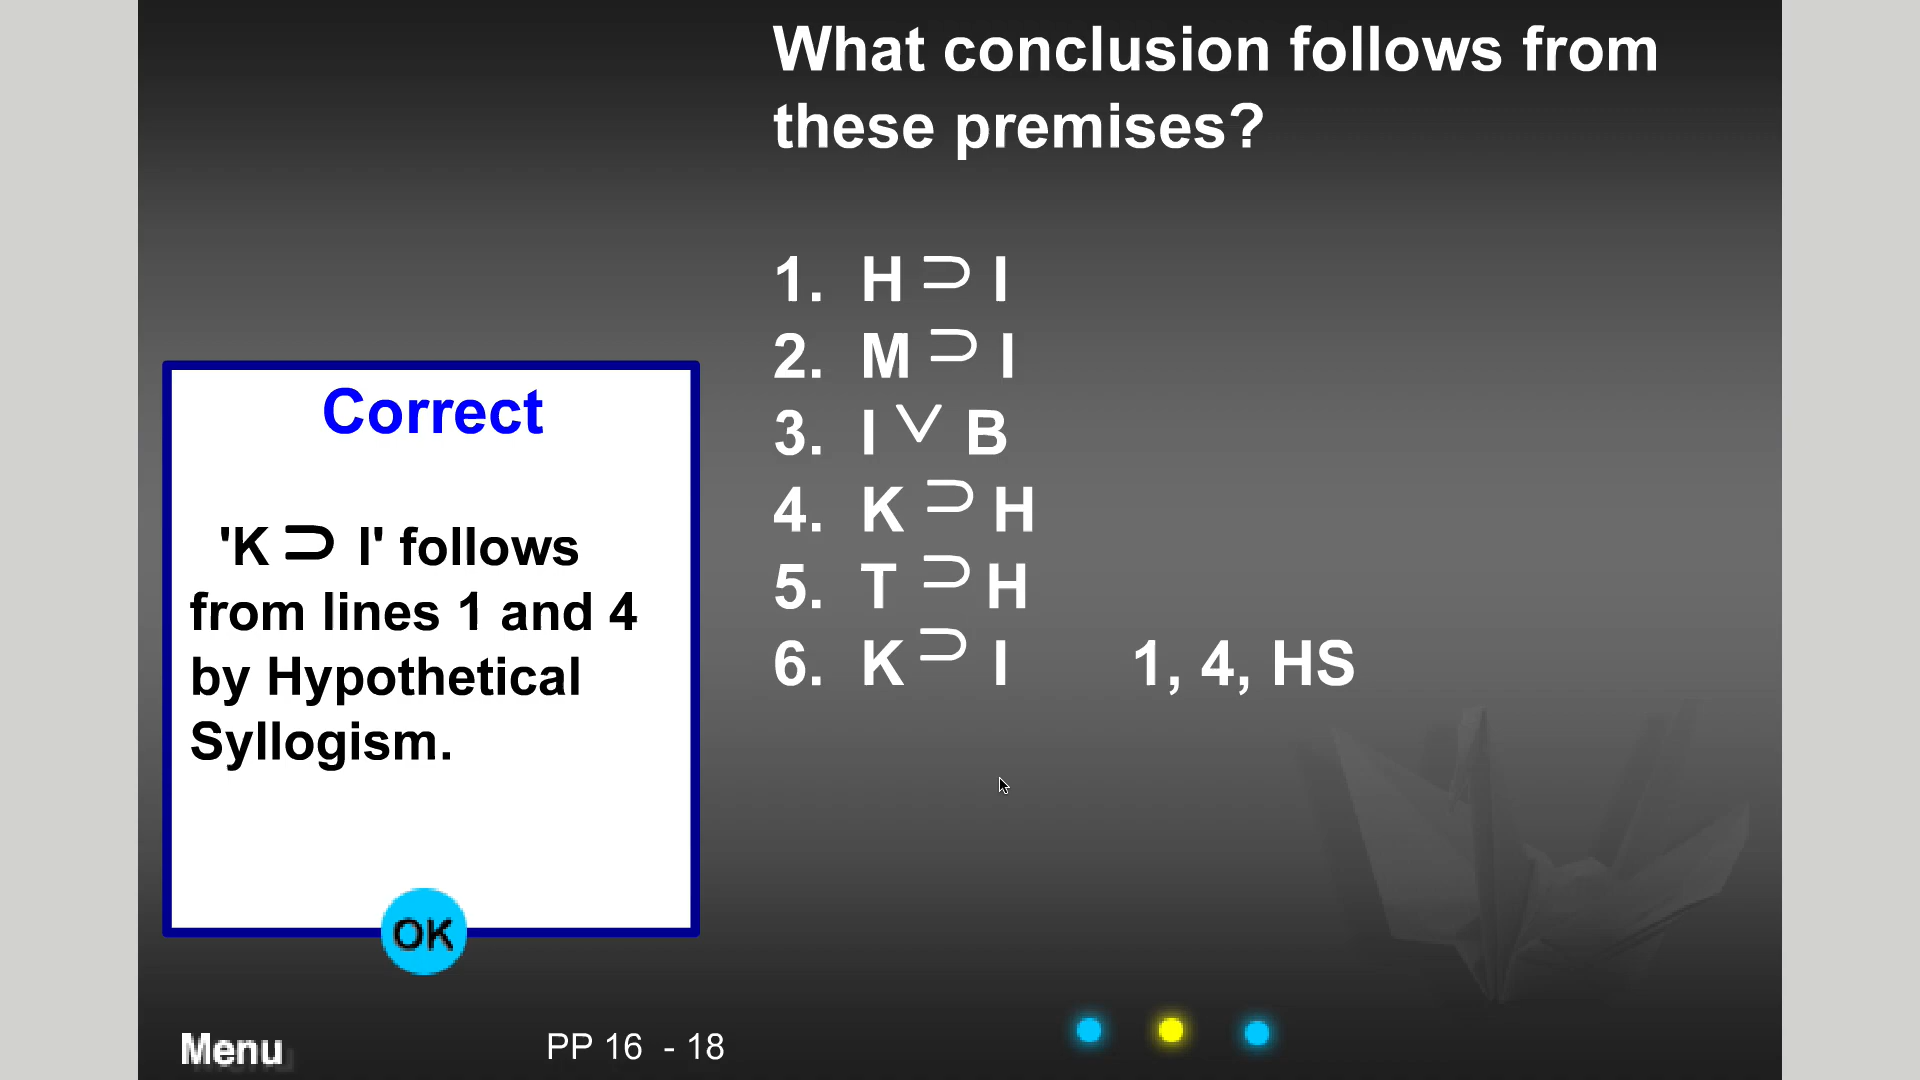 What conclusion follows from
these premises?
1. H ⊃ I
2. M ⊃ I
3. I ∨ B
4. K ⊃ H
5. T ⊃ H
6. K ⊃ I 1, 4, HS
Correct
'K ⊃ I' follows
from lines 1 and 4
by Hypothetical
Syllogism.
OK
Menu
PP 16 - 18